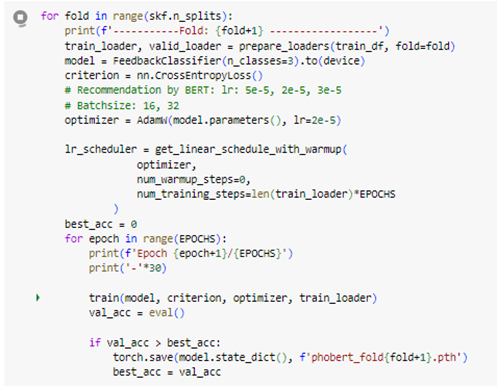 for fold in range(skf.n_splits):
    print(f'-----------Fold: {fold+1} ------------------')
    train_loader, valid_loader = prepare_loaders(train_df, fold=fold)
    model = FeedbackClassifier(n_classes=3).to(device)
    criterion = nn.CrossEntropyLoss()
    # Recommendation by BERT: lr: 5e-5, 2e-5, 3e-5
    # Batchsize: 16, 32
    optimizer = AdamW(model.parameters(), lr=2e-5)

    lr_scheduler = get_linear_schedule_with_warmup(
                optimizer,
                num_warmup_steps=0,
                num_training_steps=len(train_loader)*EPOCHS
            )
    best_acc = 0
    for epoch in range(EPOCHS):
        print(f'Epoch {epoch+1}/{EPOCHS}')
        print('-'*30)

        train(model, criterion, optimizer, train_loader)
        val_acc = eval()

        if val_acc > best_acc:
            torch.save(model.state_dict(), f'phobert_fold{fold+1}.pth')
            best_acc = val_acc